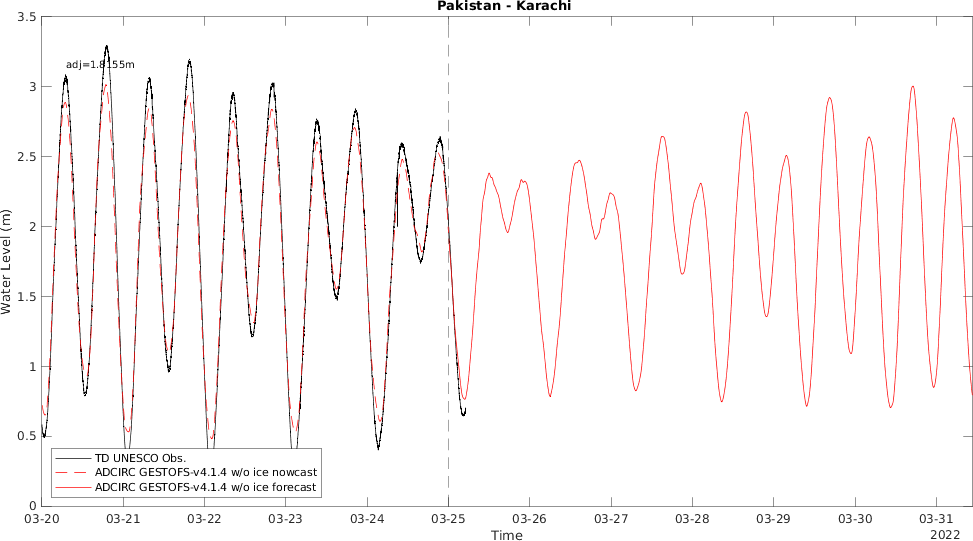 Pakistan - Karachi
3.5
adj=1.8155m
3
2.5
2
1.5
1
0.5
0
Water Level (m)
TD UNESCO Obs.
ADCIRC GESTOFS-v4.1.4 w/o ice nowcast
ADCIRC GESTOFS-v4.1.4 w/o ice forecast
03-20 03-21 03-22 03-23 03-24 03-25 03-26 03-27 03-28 03-29 03-30 03-31
Time 2022